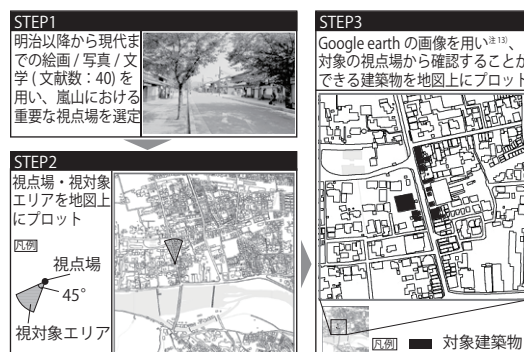 STEP1
明治以降から現代ま
での絵画 / 写真 / 文
学 ( 文献数：40) を
用い、嵐山における
重要な視点場を選定
STEP2
視点場・視対象
エリアを地図上
にプロット
凡例
視点場
45°
視対象エリア
STEP3
Google earth の画像を用い注13)、
対象の視点場から確認することが
できる建築物を地図上にプロット
凡例
対象建築物